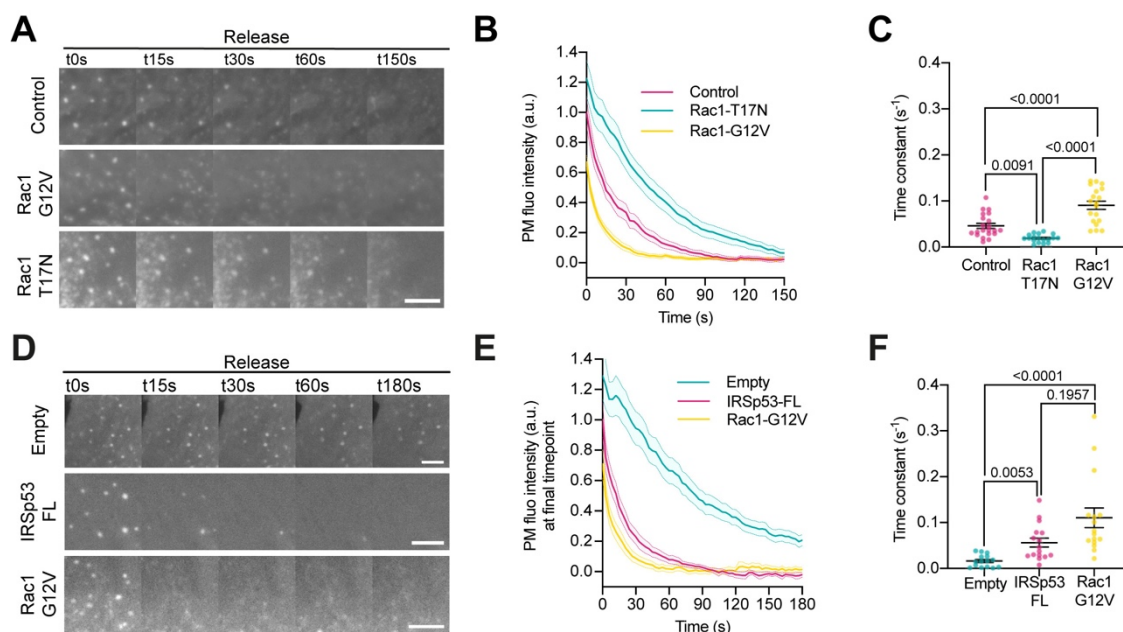 A
Release
t0s t15s t30s t60s t150s
Control
Rac1
G12V
Rac1
T17N
B
PM fluo intensity (a.u.)
1.4
1.2
1.0
0.8
0.6
0.4
0.2
0.0
Control
Rac1-T17N
Rac1-G12V
0 30 60 90 120 150
Time (s)
C
Time constant (s⁻¹)
0.4
0.3
0.2
0.1
0.0
<0.0001
<0.0001
0.0091
Control Rac1 Rac1
T17N G12V
D
Release
t0s t15s t30s t60s t180s
Empty
IRSp53
FL
Rac1
G12V
E
PM fluo intensity (a.u.)
at final timepoint
1.4
1.2
1.0
0.8
0.6
0.4
0.2
0.0
Empty
IRSp53-FL
Rac1-G12V
0 30 60 90 120 150 180
Time (s)
F
Time constant (s⁻¹)
0.4
0.3
0.2
0.1
0.0
<0.0001
0.1957
0.0053
Empty IRSp53 Rac1
FL G12V